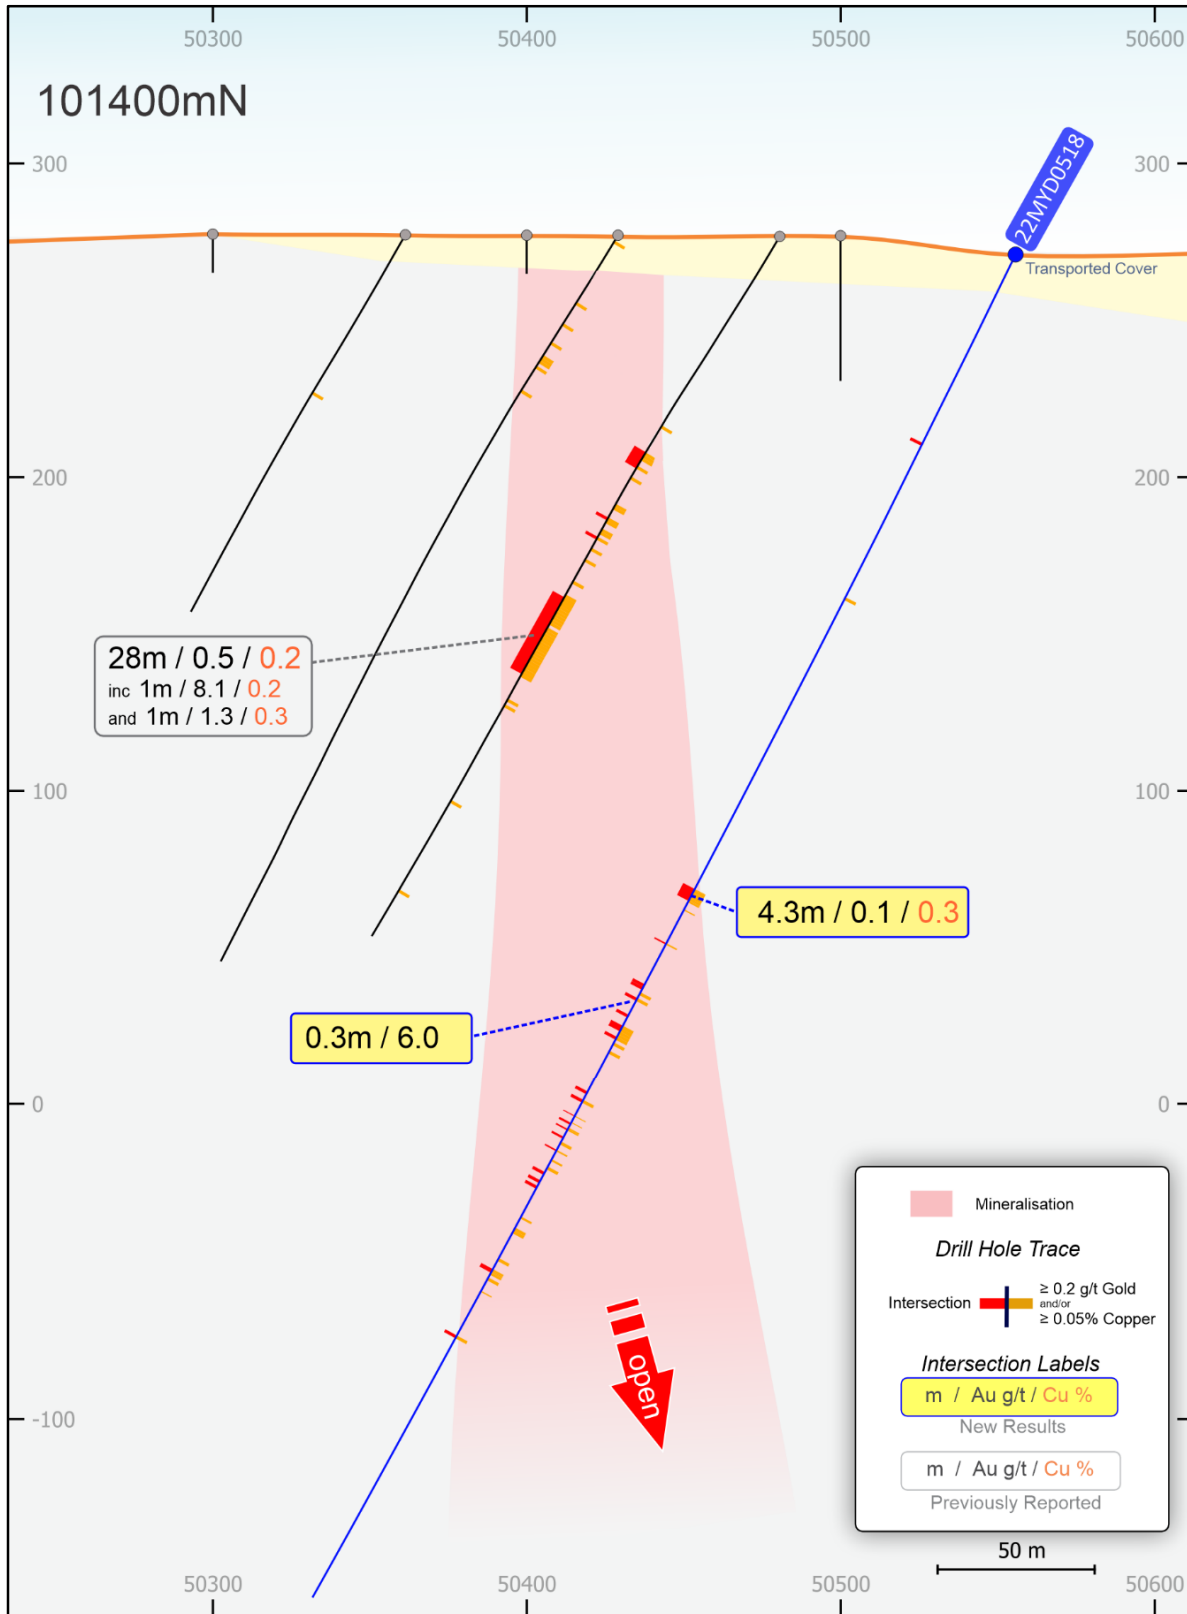 50300 50400 50500 50600
101400mN
300 300
22MYD0518
Transported Cover
200 200
28m / 0.5 / 0.2
inc 1m / 8.1 / 0.2
and 1m / 1.3 / 0.3
100 100
4.3m / 0.1 / 0.3
0.3m / 6.0
0 0
Mineralisation
Drill Hole Trace
Intersection
≥ 0.2 g/t Gold
and/or
≥ 0.05% Copper
Intersection Labels
m / Au g/t / Cu %
New Results
m / Au g/t / Cu %
Previously Reported
open
-100
50 m
50300 50400 50500 50600